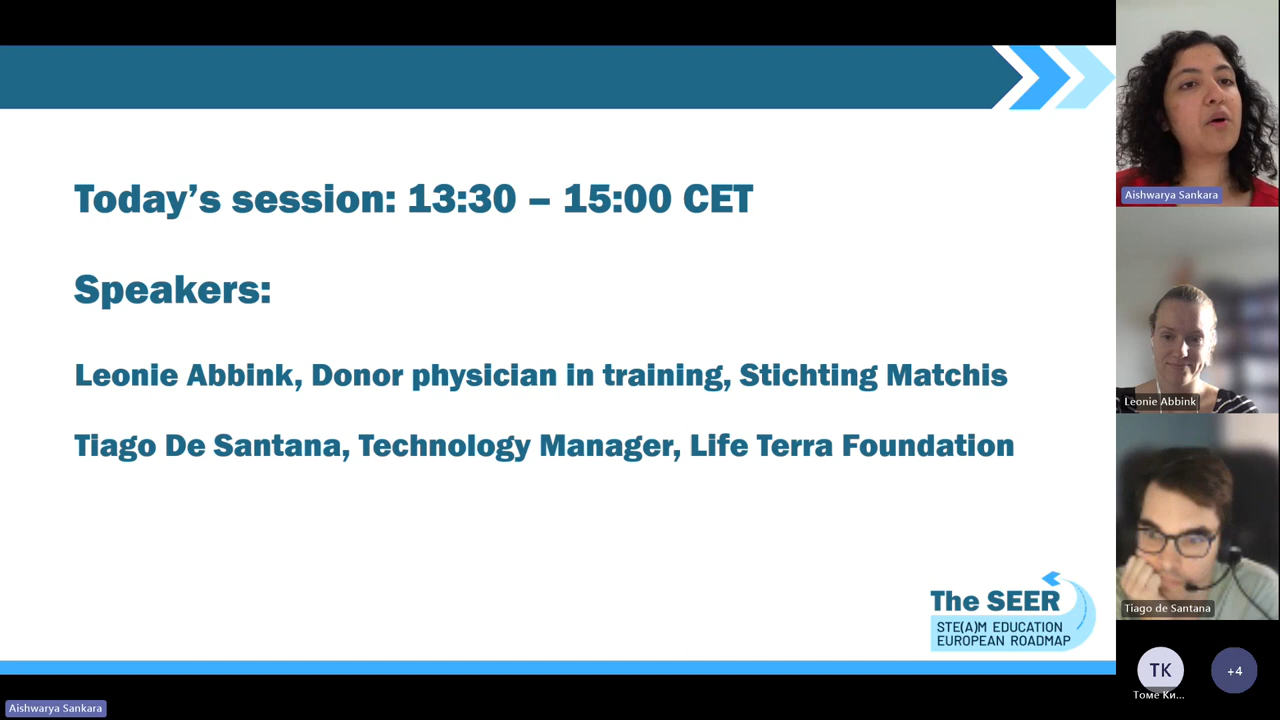 Today's session: 13:30 – 15:00 CET
Speakers:
Leonie Abbink, Donor physician in training, Stichting Matchis
Tiago De Santana, Technology Manager, Life Terra Foundation
The SEER
STE(A)M EDUCATION
EUROPEAN ROADMAP
Aishwarya Sankara
Leonie Abbink
Tiago de Santana
TK
Томе Ки...
+4
Aishwarya Sankara